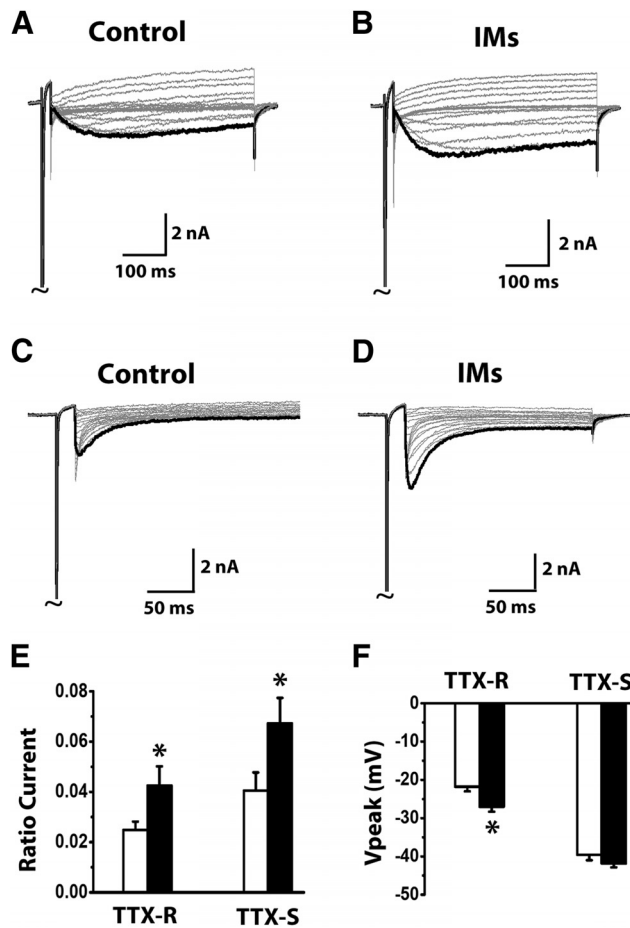 A
Control
B
IMs
2 nA
100 ms
~
2 nA
100 ms
~
C
Control
D
IMs
2 nA
50 ms
~
2 nA
50 ms
~
E
Ratio Current
0.08
0.06
0.04
0.02
0.00
*
*
TTX-R
TTX-S
F
TTX-R
TTX-S
Vpeak (mV)
0
-10
-20
-30
-40
-50
*